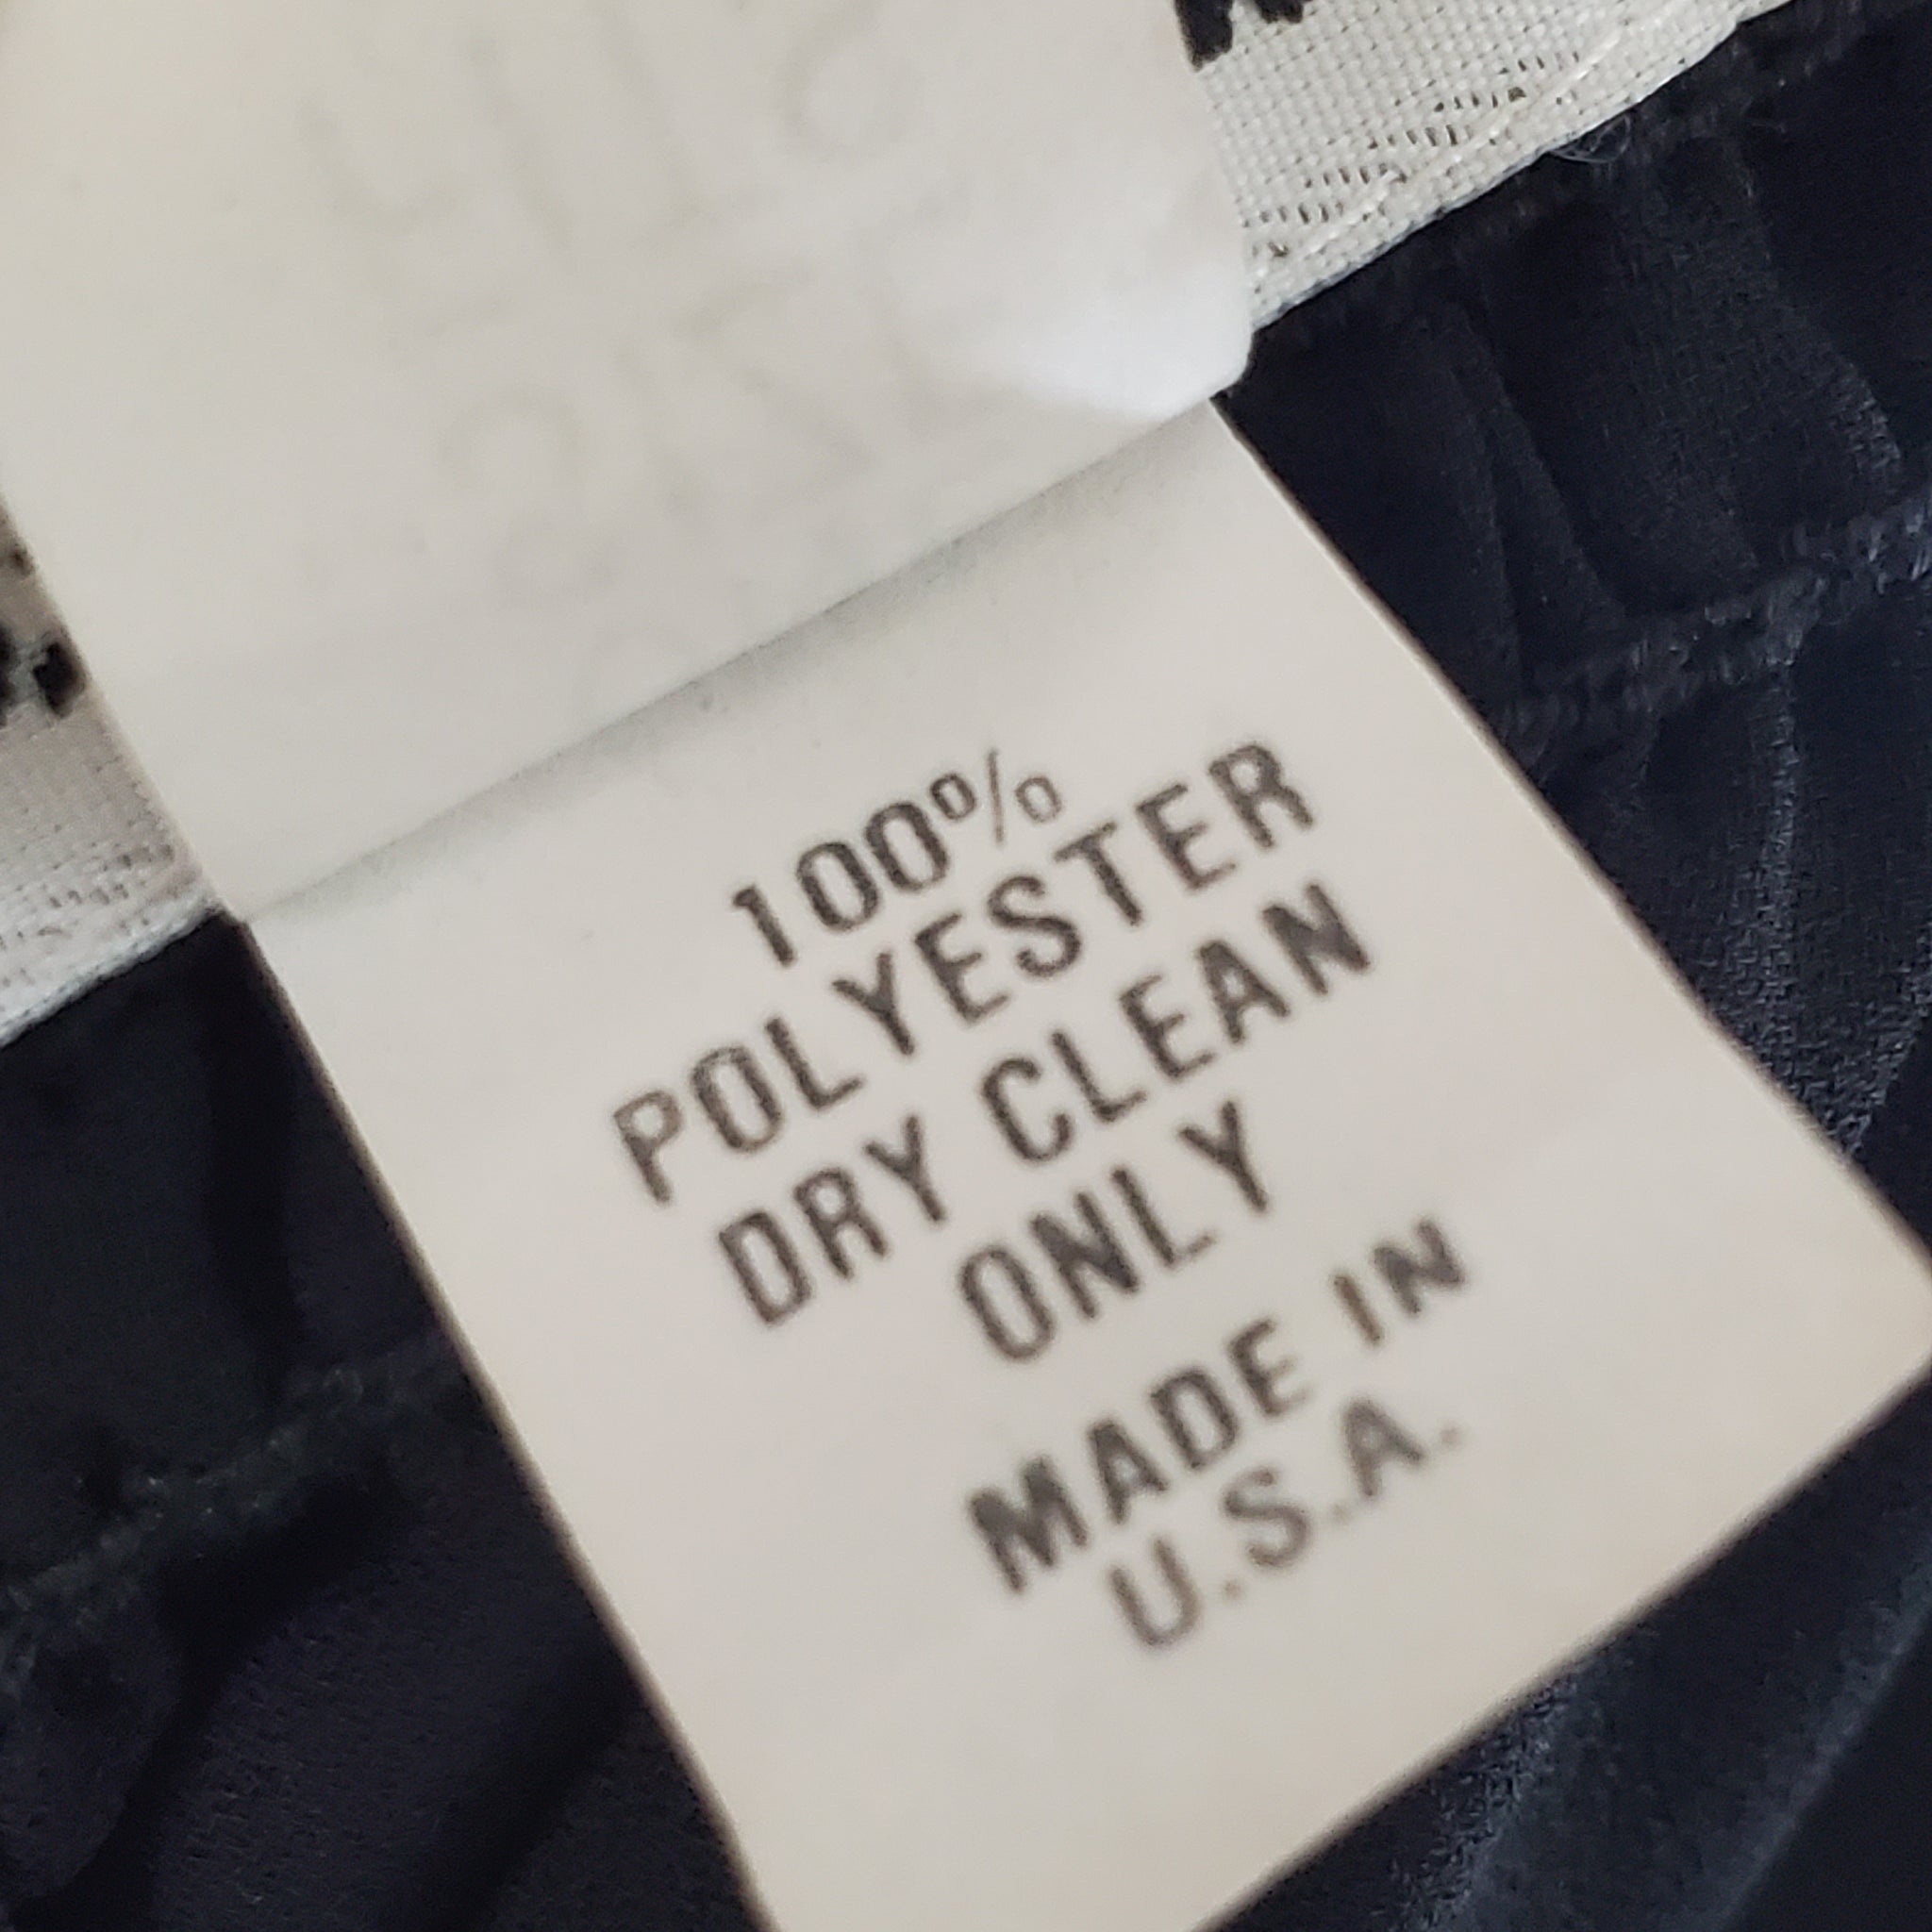 100%
POLYESTER
DRY CLEAN
ONLY
MADE IN
U.S.A.